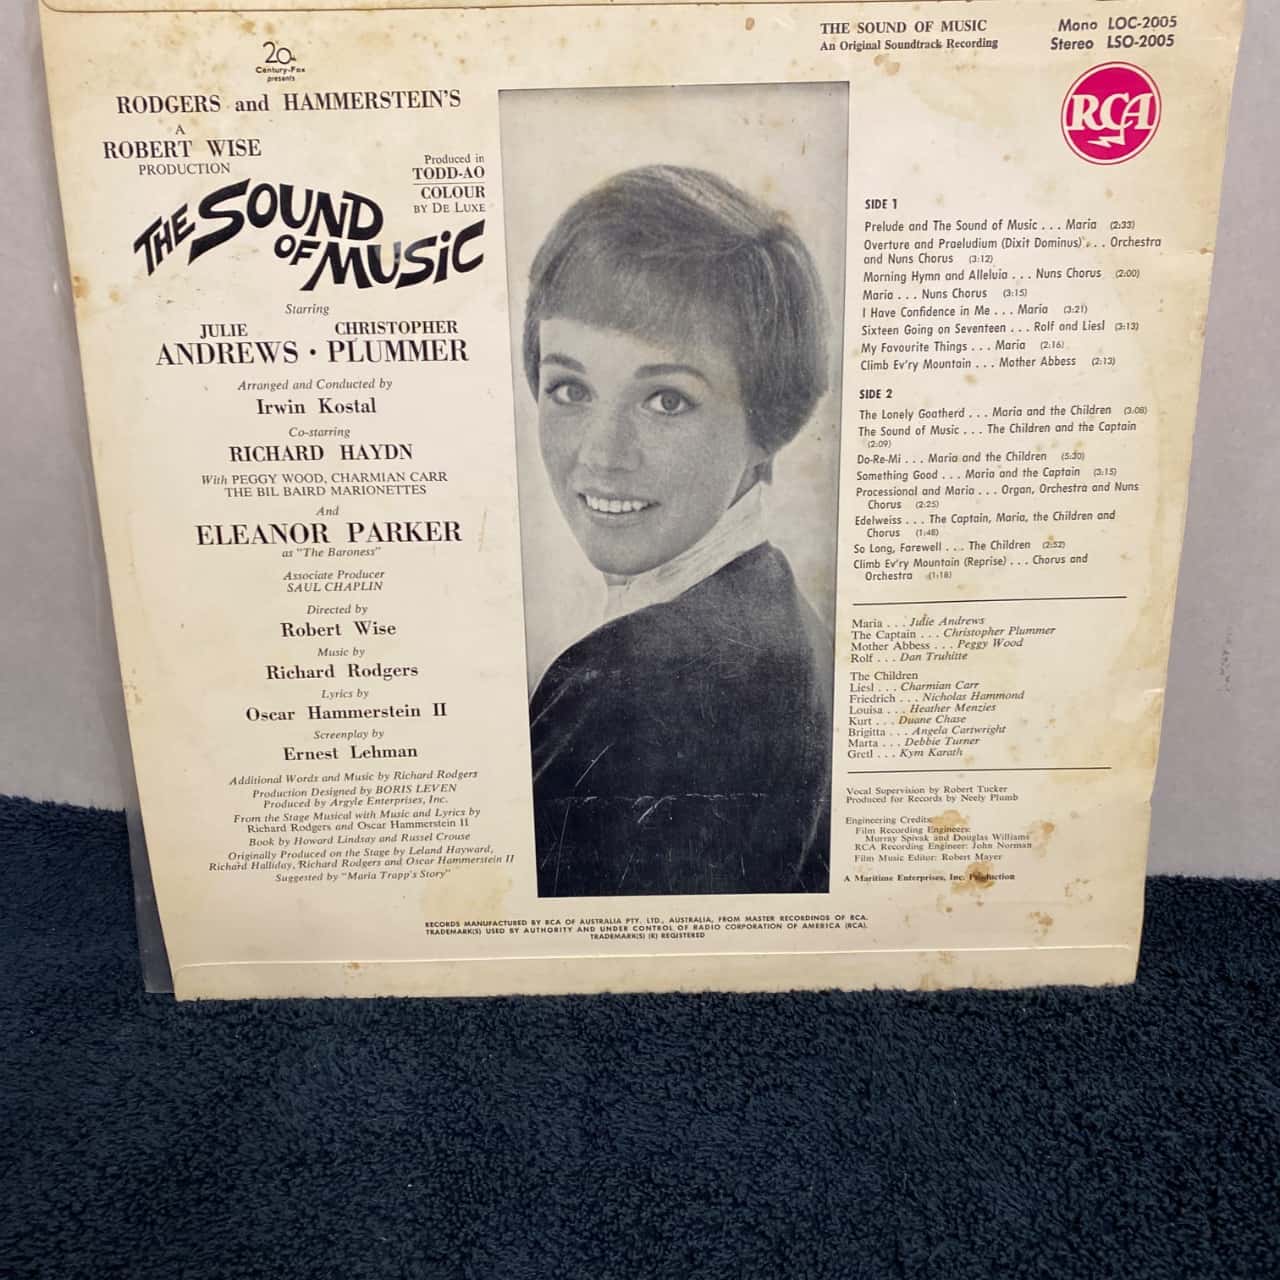 THE SOUND OF MUSIC
An Original Soundtrack Recording
Mono LOC-2005
Stereo LSO-2005
RCA
20th
Century-Fox
presents
RODGERS and HAMMERSTEIN'S
A
ROBERT WISE
PRODUCTION
Produced in
TODD-AO
COLOUR
BY DE LUXE
THE SOUND
OF MUSIC
Starring
JULIE
ANDREWS · 
CHRISTOPHER
PLUMMER
Arranged and Conducted by
Irwin Kostal
Co-starring
RICHARD HAYDN
With PEGGY WOOD, CHARMIAN CARR
THE BIL BAIRD MARIONETTES
And
ELEANOR PARKER
as "The Baroness"
Associate Producer
SAUL CHAPLIN
Directed by
Robert Wise
Music by
Richard Rodgers
Lyrics by
Oscar Hammerstein II
Screenplay by
Ernest Lehman
Additional Words and Music by Richard Rodgers
Production Designed by BORIS LEVEN
Produced by Argyle Enterprises, Inc.
From the Stage Musical with Music and Lyrics by
Richard Rodgers and Oscar Hammerstein II
Book by Howard Lindsay and Russel Crouse
Originally Produced on the Stage by Leland Hayward,
Richard Halliday, Richard Rodgers and Oscar Hammerstein II
Suggested by "Maria Trapp's Story"
SIDE 1
Prelude and The Sound of Music . . . Maria (2:33)
Overture and Praeludium (Dixit Dominus) . . . Orchestra
and Nuns Chorus (3:12)
Morning Hymn and Alleluia . . . Nuns Chorus (2:00)
Maria . . . Nuns Chorus (3:15)
I Have Confidence in Me . . . Maria (3:21)
Sixteen Going on Seventeen . . . Rolf and Liesl (3:13)
My Favourite Things . . . Maria (2:16)
Climb Ev'ry Mountain . . . Mother Abbess (2:13)
SIDE 2
The Lonely Goatherd . . . Maria and the Children (3:08)
The Sound of Music . . . The Children and the Captain
(2:09)
Do-Re-Mi . . . Maria and the Children (5:30)
Something Good . . . Maria and the Captain (3:15)
Processional and Maria . . . Organ, Orchestra and Nuns
Chorus (2:25)
Edelweiss . . . The Captain, Maria, the Children and
Chorus (1:48)
So Long, Farewell . . . The Children (2:52)
Climb Ev'ry Mountain (Reprise) . . . Chorus and
Orchestra (1:18)
Maria . . . Julie Andrews
The Captain . . . Christopher Plummer
Mother Abbess . . . Peggy Wood
Rolf . . . Dan Truhitte
The Children
Liesl . . . Charmian Carr
Friedrich . . . Nicholas Hammond
Louisa . . . Heather Menzies
Kurt . . . Duane Chase
Brigitta . . . Angela Cartwright
Marta . . . Debbie Turner
Gretl . . . Kym Karath
Vocal Supervision by Robert Tucker
Produced for Records by Neely Plumb
Engineering Credits:
Film Recording Engineers:
Murray Spivak and Douglas Williams
RCA Recording Engineer: John Norman
Film Music Editor: Robert Mayer
A Maritime Enterprises, Inc. Production
RECORDS MANUFACTURED BY RCA OF AUSTRALIA PTY. LTD., AUSTRALIA, FROM MASTER RECORDINGS OF RCA.
TRADEMARK(S) USED BY AUTHORITY AND UNDER CONTROL OF RADIO CORPORATION OF AMERICA (RCA).
TRADEMARK(S) (R) REGISTERED